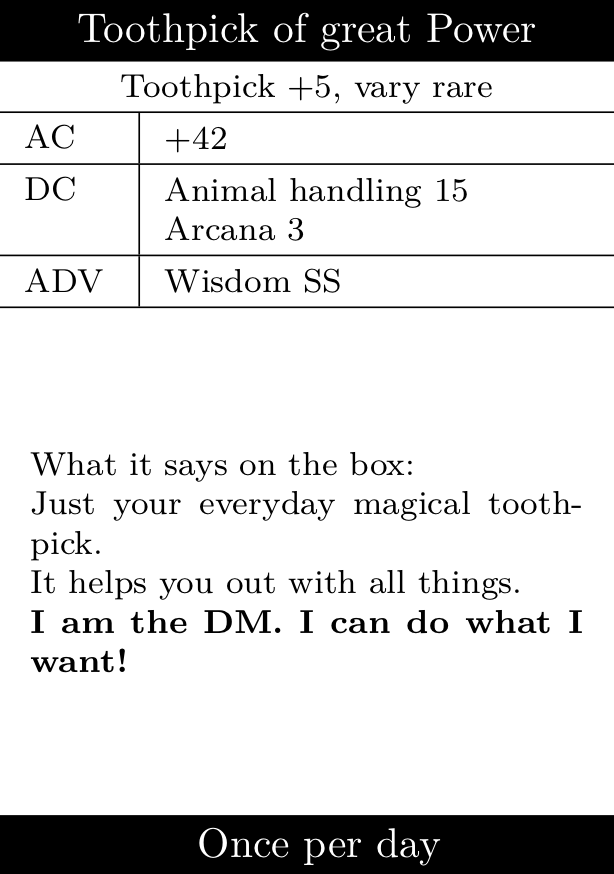 Toothpick of great Power
Toothpick +5, vary rare
AC +42
DC Animal handling 15
Arcana 3
ADV Wisdom SS
What it says on the box:
Just your everyday magical tooth-
pick.
It helps you out with all things.
I am the DM. I can do what I
want!
Once per day